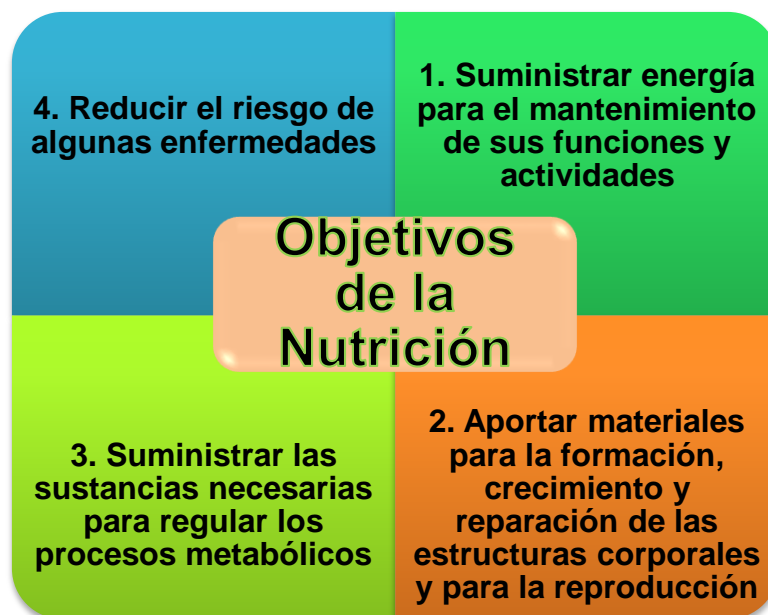 Objetivos
de la
Nutrición
1. Suministrar energía
para el mantenimiento
de sus funciones y
actividades
2. Aportar materiales
para la formación,
crecimiento y
reparación de las
estructuras corporales
y para la reproducción
3. Suministrar las
sustancias necesarias
para regular los
procesos metabólicos
4. Reducir el riesgo de
algunas enfermedades